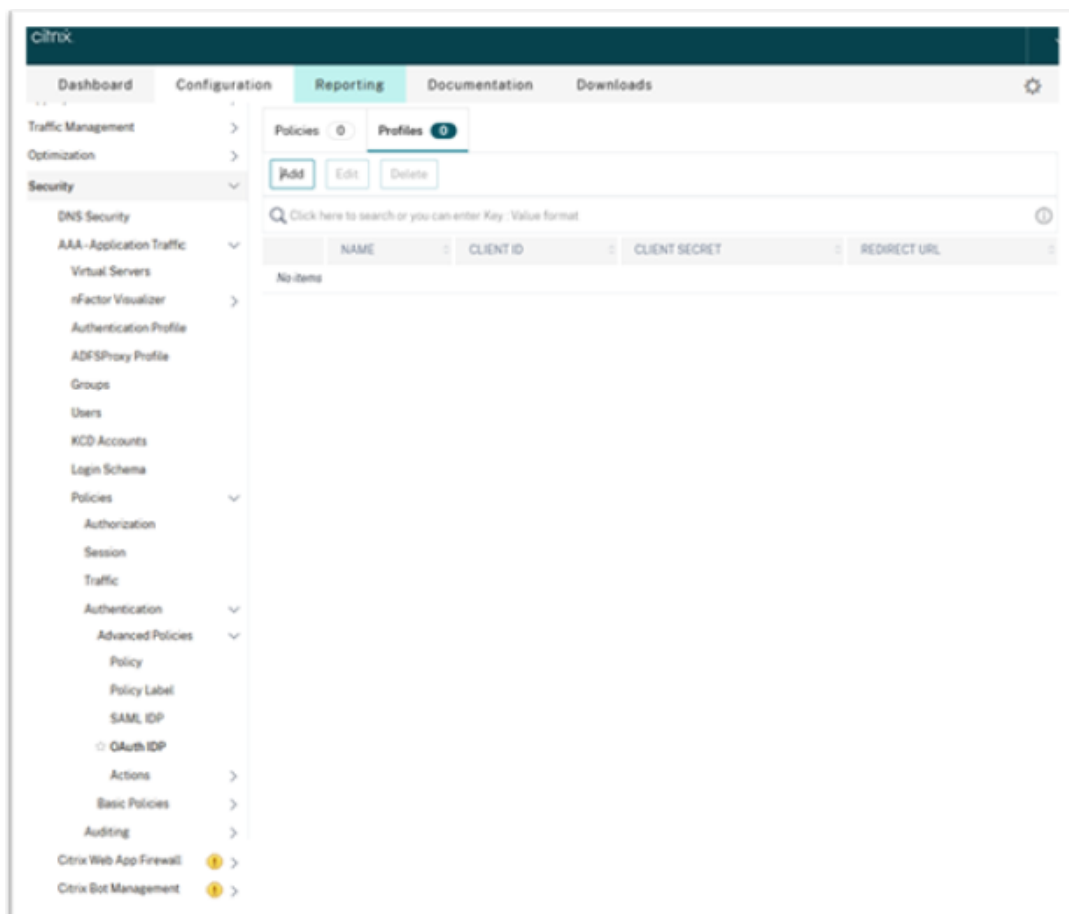 citrix
Dashboard Configuration Reporting Documentation Downloads
Traffic Management
Optimization
Security
DNS Security
AAA - Application Traffic
Virtual Servers
nFactor Visualizer
Authentication Profile
ADFSProxy Profile
Groups
Users
KCD Accounts
Login Schema
Policies
Authorization
Session
Traffic
Authentication
Advanced Policies
Policy
Policy Label
SAML IDP
OAuth IDP
Actions
Basic Policies
Auditing
Citrix Web App Firewall
Citrix Bot Management
Policies 0 Profiles 0
Add Edit Delete
Click here to search or you can enter Key : Value format
NAME CLIENT ID CLIENT SECRET REDIRECT URL
No items